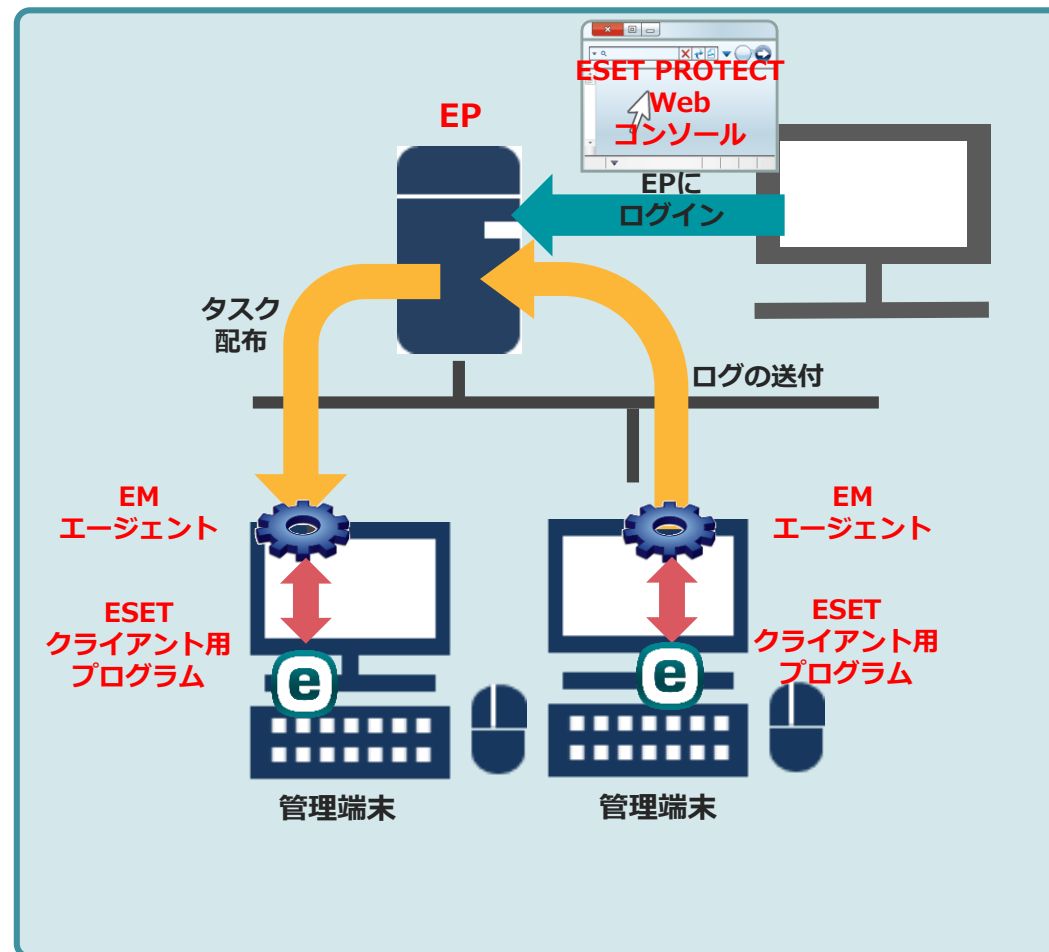 ESET PROTECT
Web
コンソール
EP
EPに
ログイン
タスク
配布
ログの送付
EM
エージェント
EM
エージェント
ESET
クライアント用
プログラム
ESET
クライアント用
プログラム
e
e
管理端末
管理端末